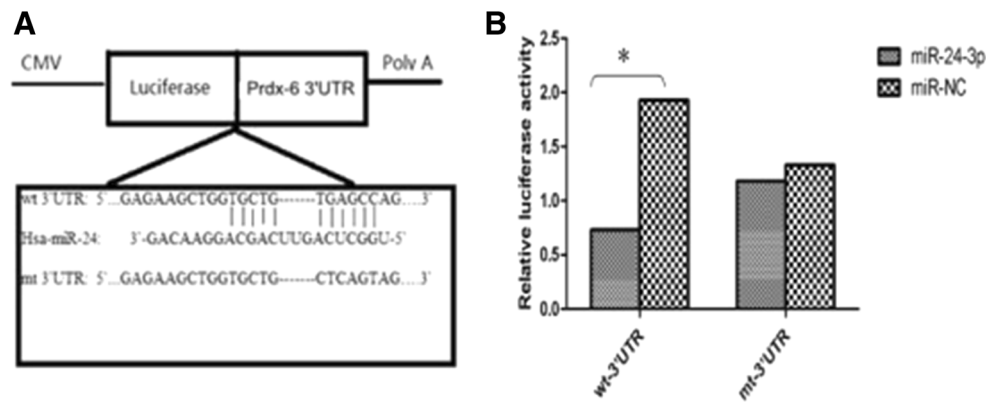 A
CMV
Luciferase
Prdx-6 3'UTR
Polv A
wt 3'UTR: 5'...GAGAAGCTGGTGCTG-------TGAGCCAG....3'
Hsa-miR-24: 3'-GACAAGGACGACUUGACUCGGU-5'
mt 3'UTR: 5'...GAGAAGCTGGTGCTG-------CTCAGTAG....3'
B
Relative luciferase activity
2.5
2.0
1.5
1.0
0.5
0.0
*
wt-3'UTR
mt-3'UTR
miR-24-3p
miR-NC